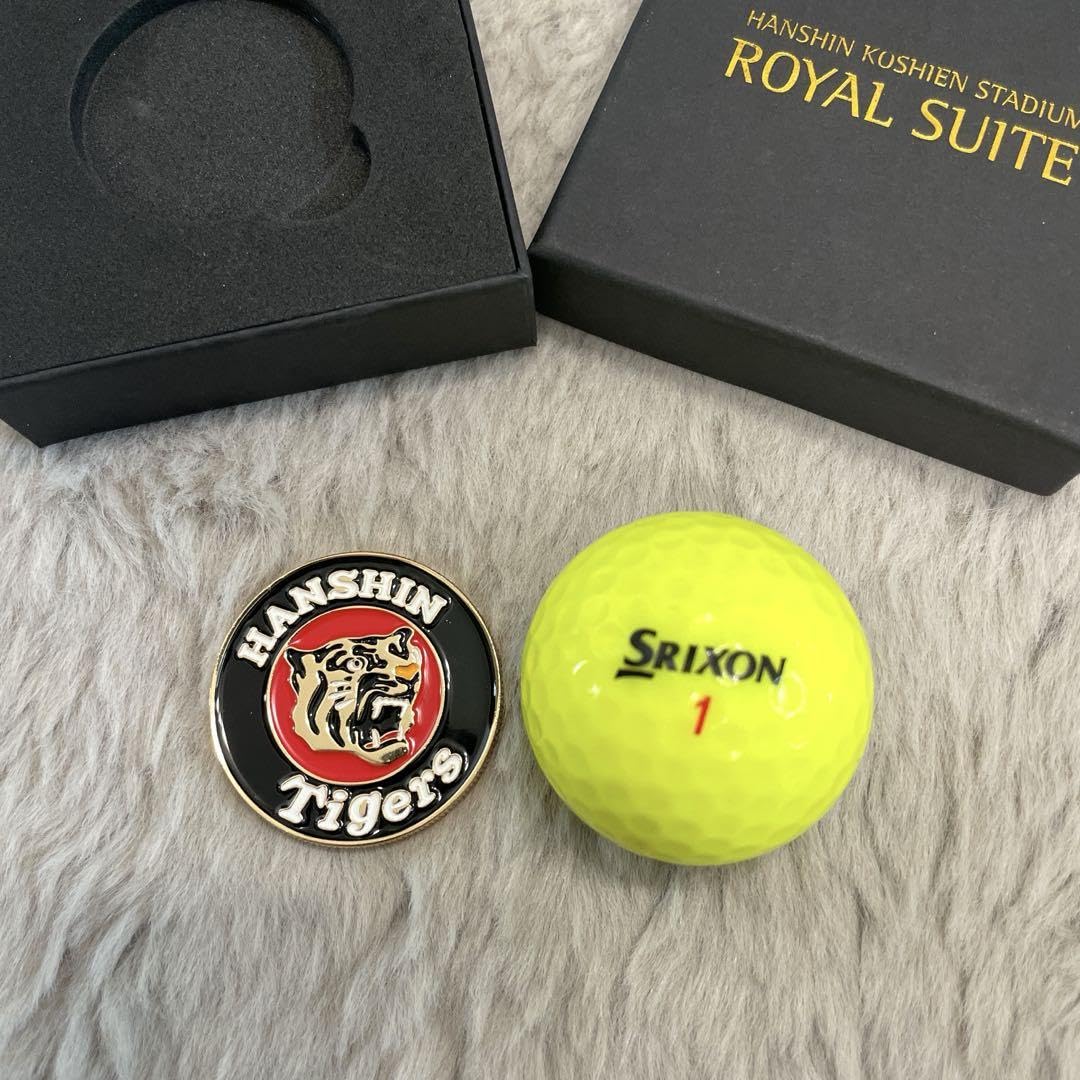 HANSHIN KOSHIEN STADIUM
ROYAL SUITE
HANSHIN
Tigers
SRIXON
1